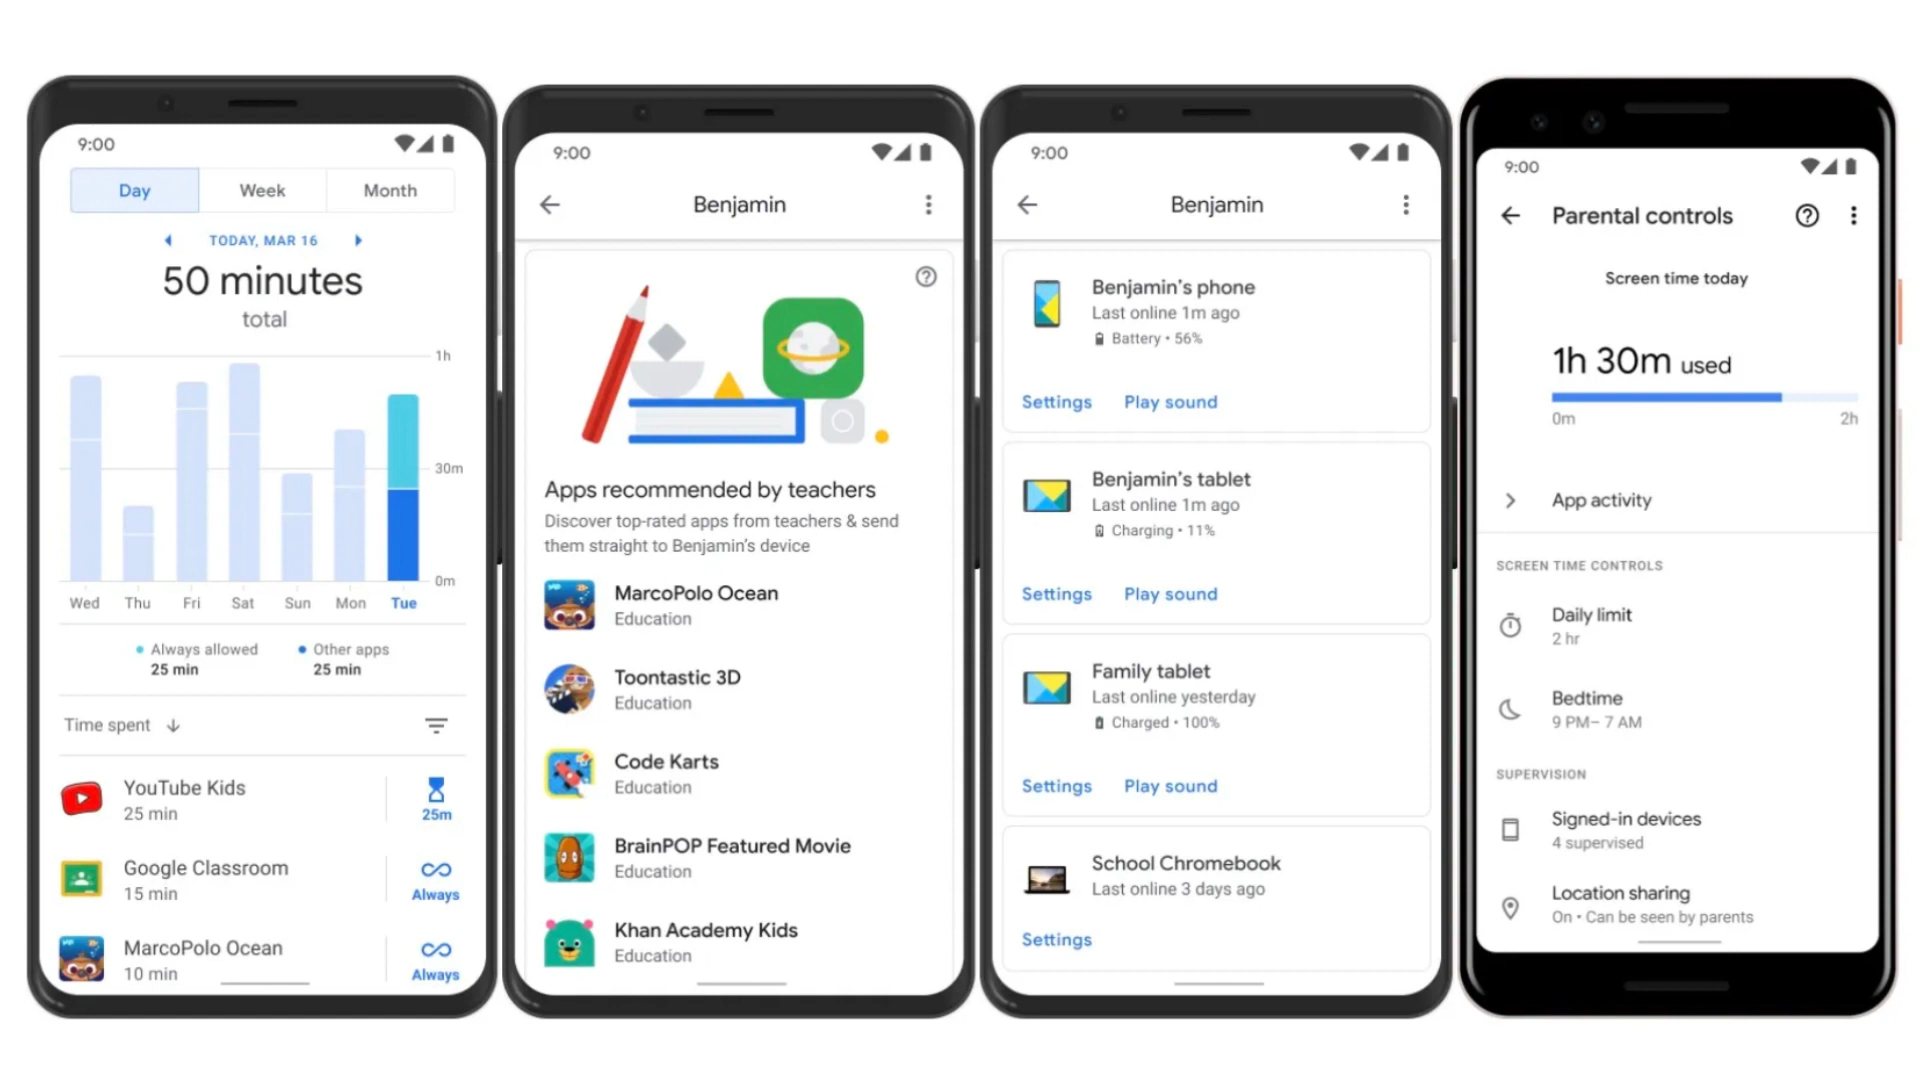 9:00
Day
Week
Month
TODAY, MAR 16
50 minutes
total
1h
30m
0m
Wed
Thu
Fri
Sat
Sun
Mon
Tue
Always allowed
25 min
Other apps
25 min
Time spent
YouTube Kids
25 min
25m
Google Classroom
15 min
Always
MarcoPolo Ocean
10 min
Always
9:00
Benjamin
Apps recommended by teachers
Discover top-rated apps from teachers & send
them straight to Benjamin's device
MarcoPolo Ocean
Education
Toontastic 3D
Education
Code Karts
Education
BrainPOP Featured Movie
Education
Khan Academy Kids
Education
9:00
Benjamin
Benjamin's phone
Last online 1m ago
Battery • 56%
Settings
Play sound
Benjamin's tablet
Last online 1m ago
Charging • 11%
Settings
Play sound
Family tablet
Last online yesterday
Charged • 100%
Settings
Play sound
School Chromebook
Last online 3 days ago
Settings
9:00
Parental controls
Screen time today
1h 30m used
0m
2h
App activity
SCREEN TIME CONTROLS
Daily limit
2 hr
Bedtime
9 PM– 7 AM
SUPERVISION
Signed-in devices
4 supervised
Location sharing
On • Can be seen by parents